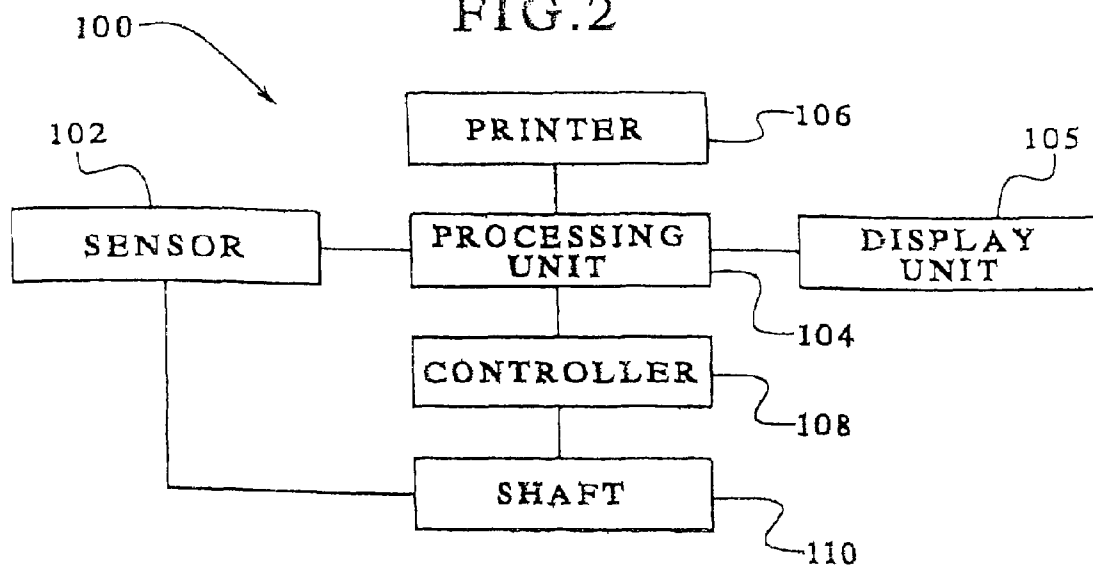 FIG.2
100
PRINTER
106
102
105
SENSOR
PROCESSING
UNIT
DISPLAY
UNIT
104
CONTROLLER
108
SHAFT
110